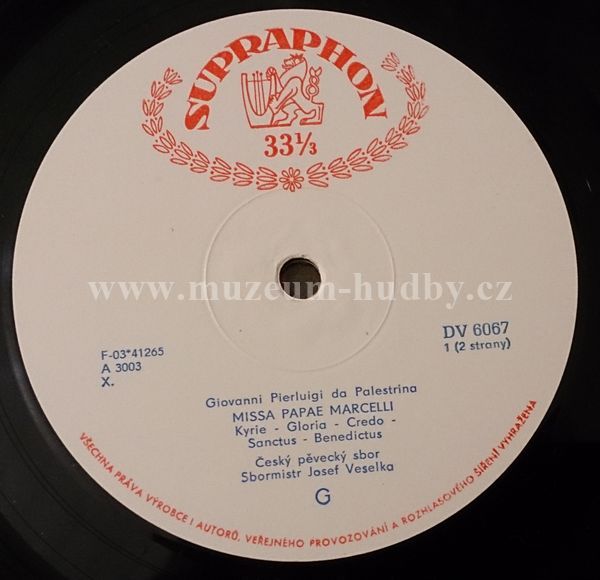 SUPRAPHON
33⅓
www.muzeum-hudby.cz
F-03*41265
A 3003
X.
DV 6067
1 (2 strany)
Giovanni Pierluigi da Palestrina
MISSA PAPAE MARCELLI
Kyrie - Gloria - Credo -
Sanctus - Benedictus
Český pěvecký sbor
Sbormistr Josef Veselka
G
VŠECHNA PRÁVA VÝROBCE I AUTORŮ, VEŘEJNÉHO PROVOZOVÁNÍ A ROZHLASOVÉHO ŠÍŘENÍ VYHRAŽENA